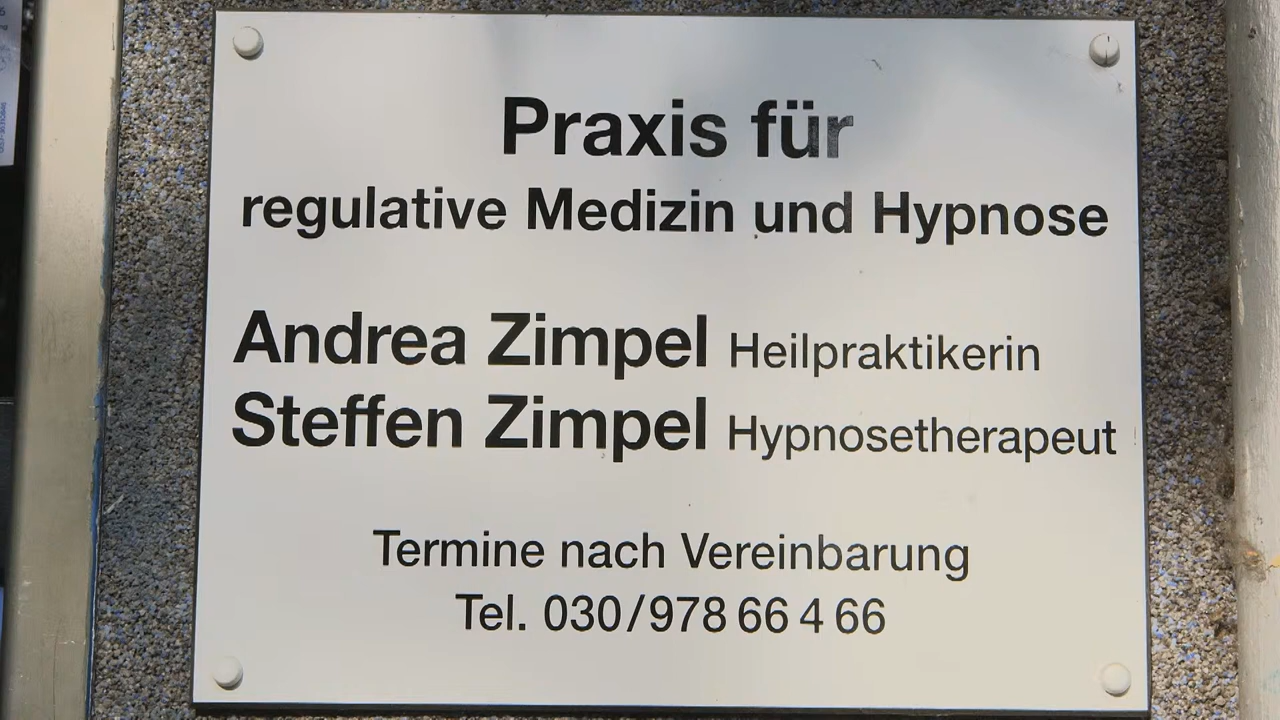 Praxis für
regulative Medizin und Hypnose
Andrea Zimpel Heilpraktikerin
Steffen Zimpel Hypnosetherapeut
Termine nach Vereinbarung
Tel. 030/978 66 4 66